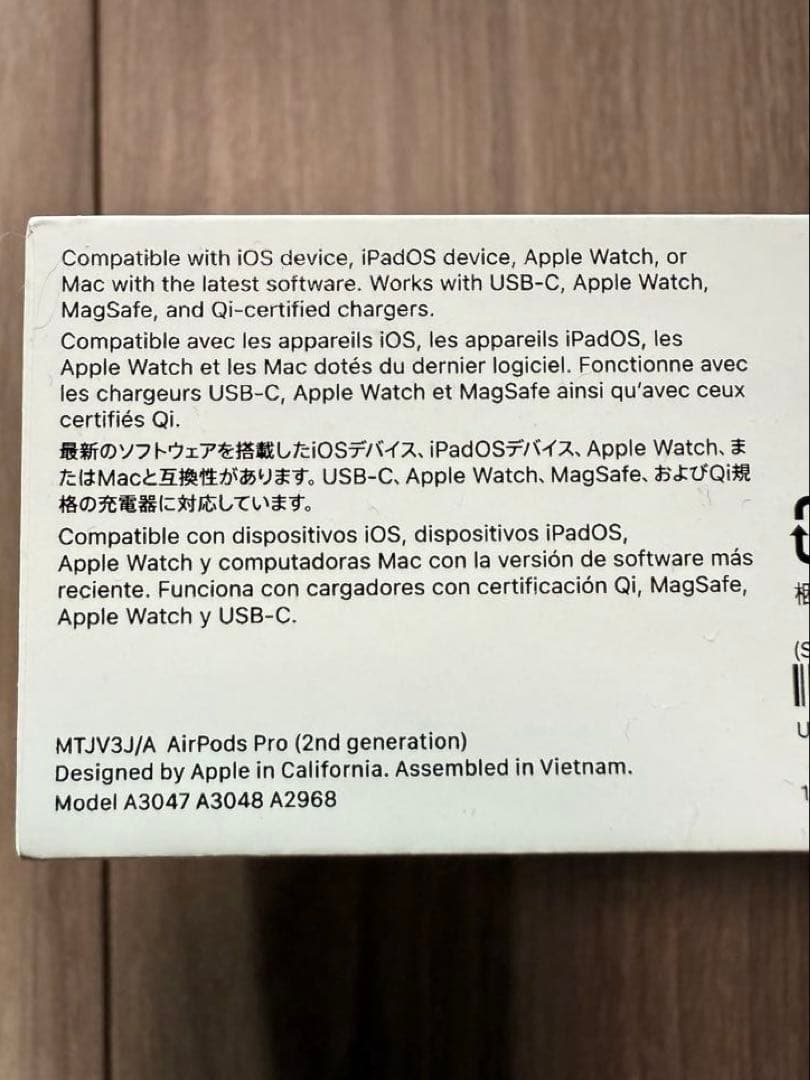 Compatible with iOS device, iPadOS device, Apple Watch, or
Mac with the latest software. Works with USB-C, Apple Watch,
MagSafe, and Qi-certified chargers.
Compatible avec les appareils iOS, les appareils iPadOS, les
Apple Watch et les Mac dotés du dernier logiciel. Fonctionne avec
les chargeurs USB-C, Apple Watch et MagSafe ainsi qu'avec ceux
certifiés Qi.
最新のソフトウェアを搭載したiOSデバイス、iPadOSデバイス、Apple Watch、ま
たはMacと互換性があります。USB-C、Apple Watch、MagSafe、およびQi規
格の充電器に対応しています。
Compatible con dispositivos iOS, dispositivos iPadOS,
Apple Watch y computadoras Mac con la versión de software más
reciente. Funciona con cargadores con certificación Qi, MagSafe,
Apple Watch y USB-C.
MTJV3J/A AirPods Pro (2nd generation)
Designed by Apple in California. Assembled in Vietnam.
Model A3047 A3048 A2968